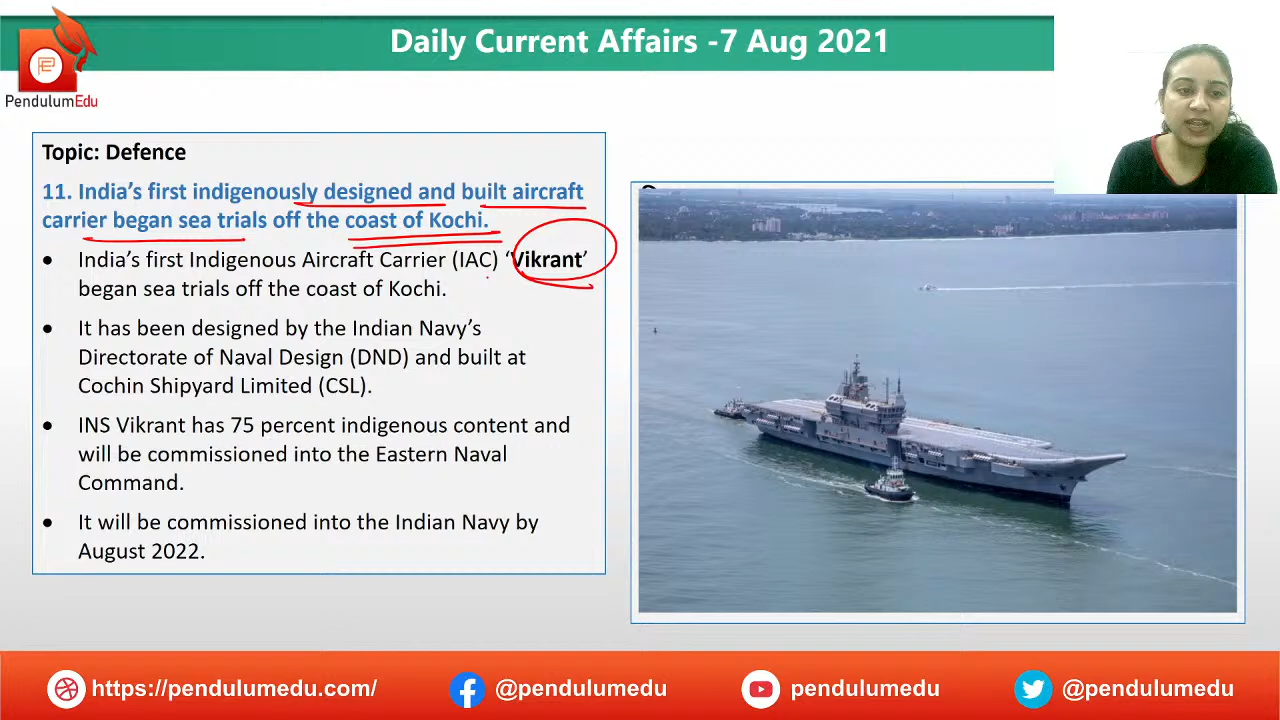 Daily Current Affairs -7 Aug 2021
PendulumEdu
Topic: Defence
11. India's first indigenously designed and built aircraft
carrier began sea trials off the coast of Kochi.
• India's first Indigenous Aircraft Carrier (IAC) 'Vikrant'
began sea trials off the coast of Kochi.
• It has been designed by the Indian Navy's
Directorate of Naval Design (DND) and built at
Cochin Shipyard Limited (CSL).
• INS Vikrant has 75 percent indigenous content and
will be commissioned into the Eastern Naval
Command.
• It will be commissioned into the Indian Navy by
August 2022.
https://pendulumedu.com/
@pendulumedu
pendulumedu
@pendulumedu